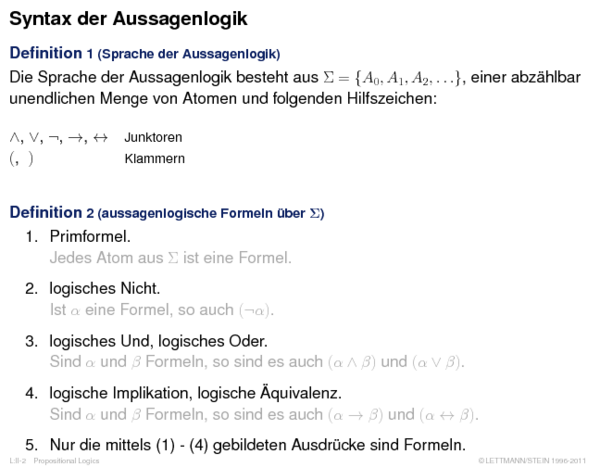 Syntax der Aussagenlogik
Definition 1 (Sprache der Aussagenlogik)
Die Sprache der Aussagenlogik besteht aus Σ = {A₀, A₁, A₂, …}, einer abzählbar
unendlichen Menge von Atomen und folgenden Hilfszeichen:
∧, ∨, ¬, →, ↔ Junktoren
(, ) Klammern
Definition 2 (aussagenlogische Formeln über Σ)
1. Primformel.
Jedes Atom aus Σ ist eine Formel.
2. logisches Nicht.
Ist α eine Formel, so auch (¬α).
3. logisches Und, logisches Oder.
Sind α und β Formeln, so sind es auch (α ∧ β) und (α ∨ β).
4. logische Implikation, logische Äquivalenz.
Sind α und β Formeln, so sind es auch (α → β) und (α ↔ β).
5. Nur die mittels (1) - (4) gebildeten Ausdrücke sind Formeln.
L:II-2 Propositional Logics © LETTMANN/STEIN 1996-2011